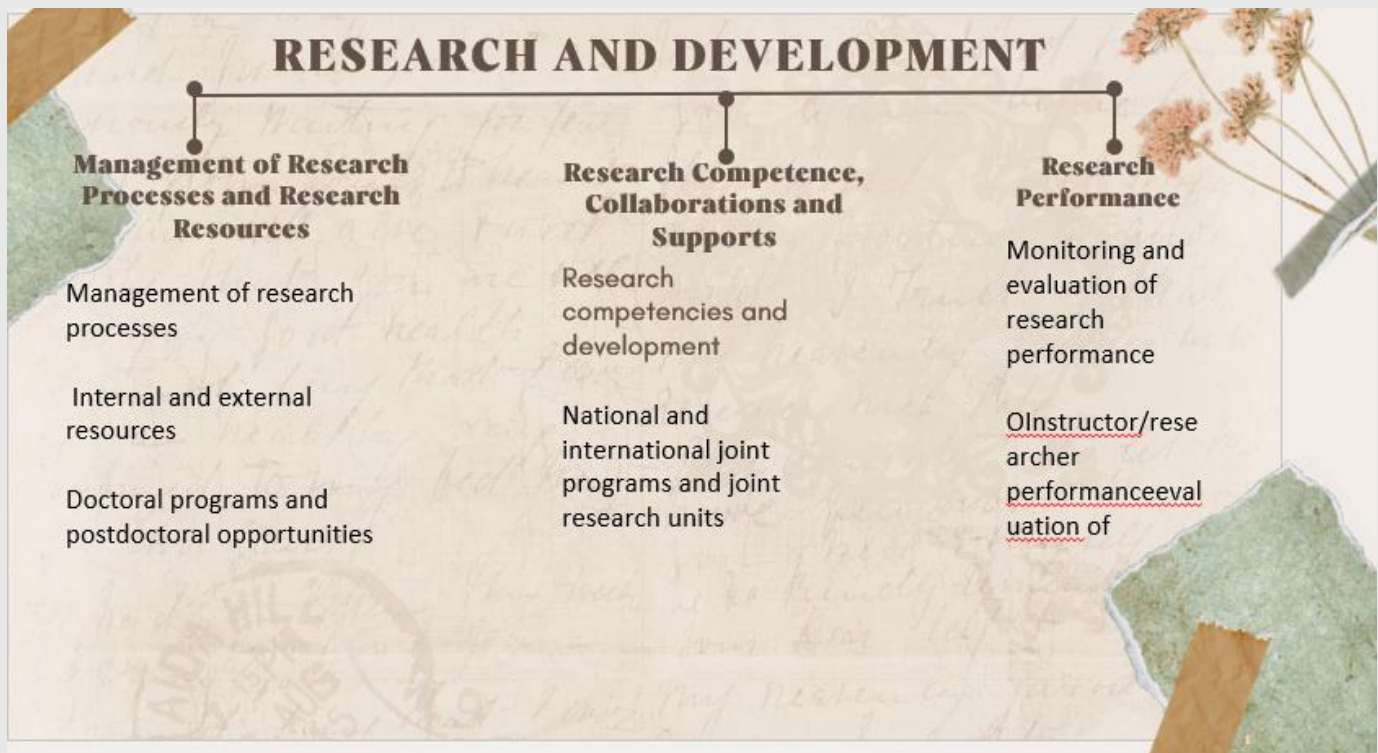 RESEARCH AND DEVELOPMENT
Management of Research
Processes and Research
Resources
Management of research
processes
Internal and external
resources
Doctoral programs and
postdoctoral opportunities
Research Competence,
Collaborations and
Supports
Research
competencies and
development
National and
international joint
programs and joint
research units
Research
Performance
Monitoring and
evaluation of
research
performance
OInstructor/rese
archer
performanceeval
uation of